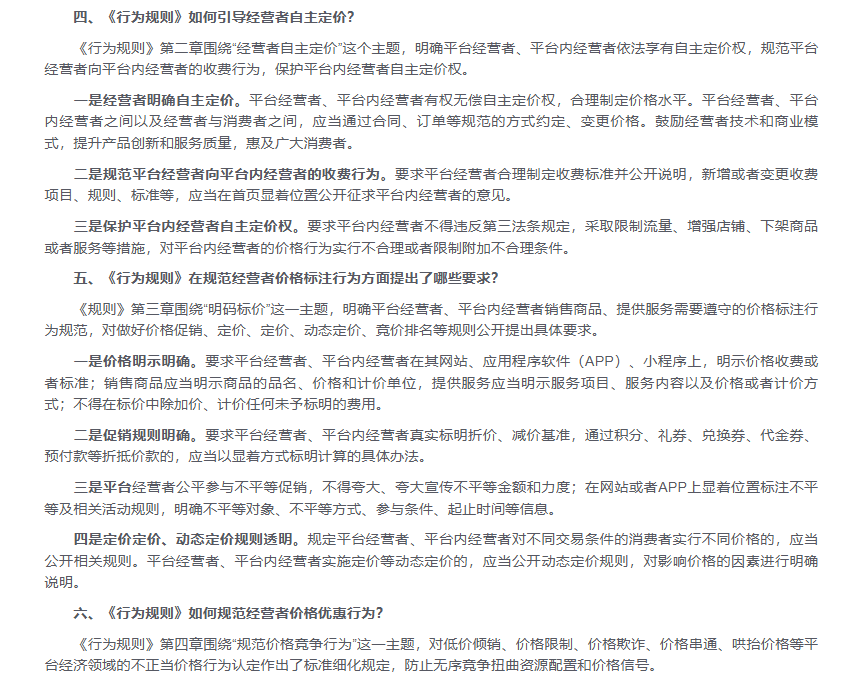 四、《行为规则》如何引导经营者自主定价?
《行为规则》第二章围绕“经营者自主定价”这个主题，明确平台经营者、平台内经营者依法享有自主定价权，规范平台
经营者向平台内经营者的收费行为，保护平台内经营者自主定价权。
一是经营者明确自主定价。平台经营者、平台内经营者有权无偿自主定价权，合理制定价格水平。平台经营者、平台
内经营者之间以及经营者与消费者之间，应当通过合同、订单等规范的方式约定、变更价格。鼓励经营者技术和商业模
式，提升产品创新和服务质量，惠及广大消费者。
二是规范平台经营者向平台内经营者的收费行为。要求平台经营者合理制定收费标准并公开说明，新增或者变更收费
项目、规则、标准等，应当在首页显着位置公开征求平台内经营者的意见。
三是保护平台内经营者自主定价权。要求平台内经营者不得违反第三法条规定，采取限制流量、增强店铺、下架商品
或者服务等措施，对平台内经营者的价格行为实行不合理或者限制附加不合理条件。
五、《行为规则》在规范经营者价格标注行为方面提出了哪些要求?
《规则》第三章围绕“明码标价”这一主题，明确平台经营者、平台内经营者销售商品、提供服务需要遵守的价格标注行
为规范，对做好价格促销、定价、定价、动态定价、竞价排名等规则公开提出具体要求。
一是价格明示明确。要求平台经营者、平台内经营者在其网站、应用程序软件（APP）、小程序上，明示价格收费或
者标准；销售商品应当明示商品的品名、价格和计价单位，提供服务应当明示服务项目、服务内容以及价格或者计价方
式；不得在标价中除加价、计价任何未予标明的费用。
二是促销规则明确。要求平台经营者、平台内经营者真实标明折价、减价基准，通过积分、礼券、兑换券、代金券、
预付款等折抵价款的，应当以显着方式标明计算的具体办法。
三是平台经营者公平参与不平等促销，不得夸大、夸大宣传不平等金额和力度；在网站或者APP上显着位置标注不平
等及相关活动规则，明确不平等对象、不平等方式、参与条件、起止时间等信息。
四是定价定价、动态定价规则透明。规定平台经营者、平台内经营者对不同交易条件的消费者实行不同价格的，应当
公开相关规则。平台经营者、平台内经营者实施定价等动态定价的，应当公开动态定价规则，对影响价格的因素进行明确
说明。
六、《行为规则》如何规范经营者价格优惠行为?
《行为规则》第四章围绕“规范价格竞争行为”这一主题，对低价倾销、价格限制、价格欺诈、价格串通、哄抬价格等平
台经济领域的不正当价格行为认定作出了标准细化规定，防止无序竞争扭曲资源配置和价格信号。